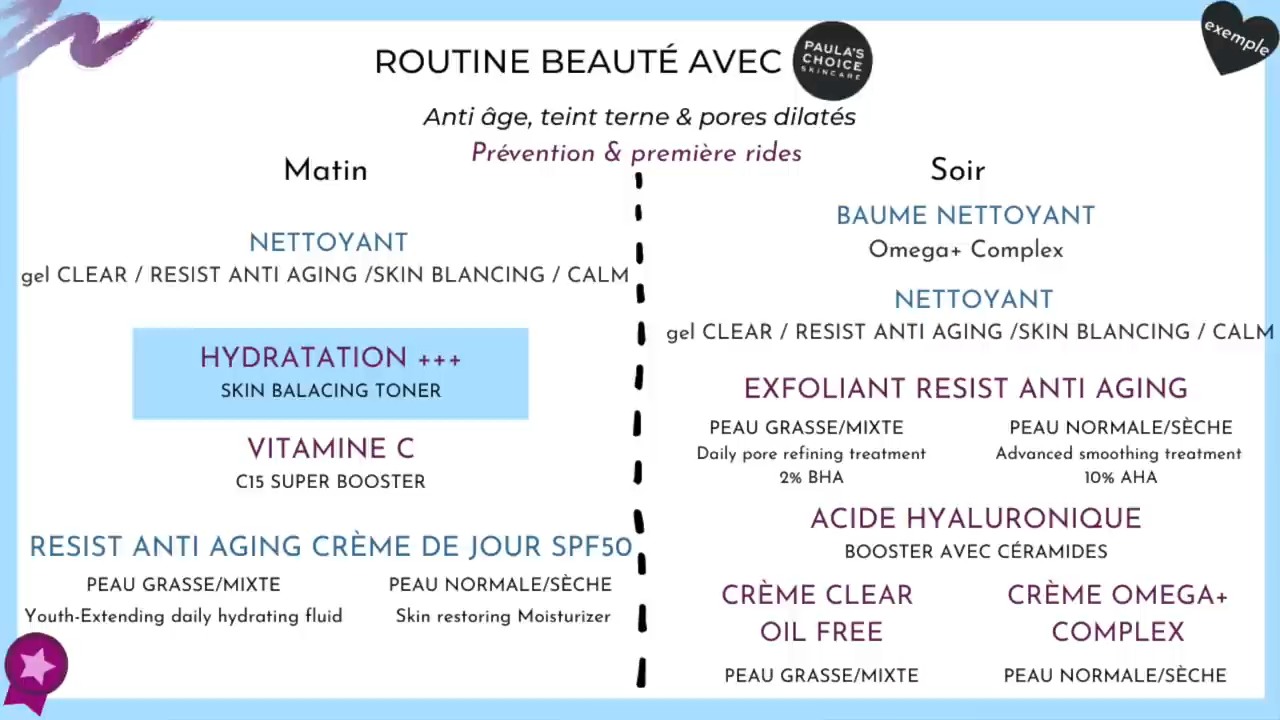 exemple
ROUTINE BEAUTÉ AVEC PAULA'S CHOICE SKINCARE
Anti âge, teint terne & pores dilatés
Prévention & première rides
Matin
NETTOYANT
gel CLEAR / RESIST ANTI AGING /SKIN BLANCING / CALM
HYDRATATION +++
SKIN BALACING TONER
VITAMINE C
C15 SUPER BOOSTER
RESIST ANTI AGING CRÈME DE JOUR SPF50
PEAU GRASSE/MIXTE
Youth-Extending daily hydrating fluid
PEAU NORMALE/SÈCHE
Skin restoring Moisturizer
Soir
BAUME NETTOYANT
Omega+ Complex
NETTOYANT
gel CLEAR / RESIST ANTI AGING /SKIN BLANCING / CALM
EXFOLIANT RESIST ANTI AGING
PEAU GRASSE/MIXTE
Daily pore refining treatment
2% BHA
PEAU NORMALE/SÈCHE
Advanced smoothing treatment
10% AHA
ACIDE HYALURONIQUE
BOOSTER AVEC CÉRAMIDES
CRÈME CLEAR
OIL FREE
PEAU GRASSE/MIXTE
CRÈME OMEGA+
COMPLEX
PEAU NORMALE/SÈCHE